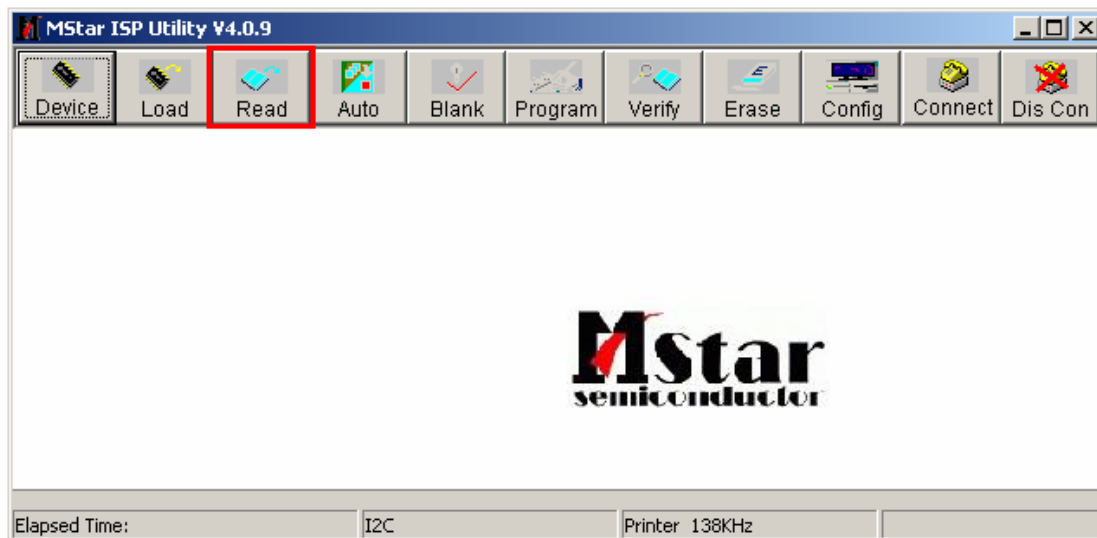 MStar ISP Utility V4.0.9
Device Load Read Auto Blank Program Verify Erase Config Connect Dis Con
Mstar
semiconductor
Elapsed Time: I2C Printer 138KHz